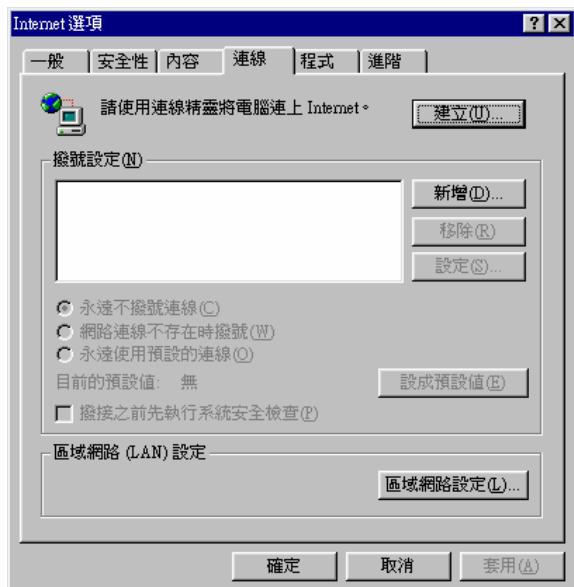 Internet 選項
一般 安全性 內容 連線 程式 進階
請使用連線精靈將電腦連上 Internet。 建立(U)...
撥號設定(N)
新增(D)...
移除(R)
設定(S)...
永遠不撥號連線(C)
網路連線不存在時撥號(W)
永遠使用預設的連線(O)
目前的預設值: 無 設成預設值(E)
撥接之前先執行系統安全檢查(P)
區域網路 (LAN) 設定
區域網路設定(L)...
確定 取消 套用(A)